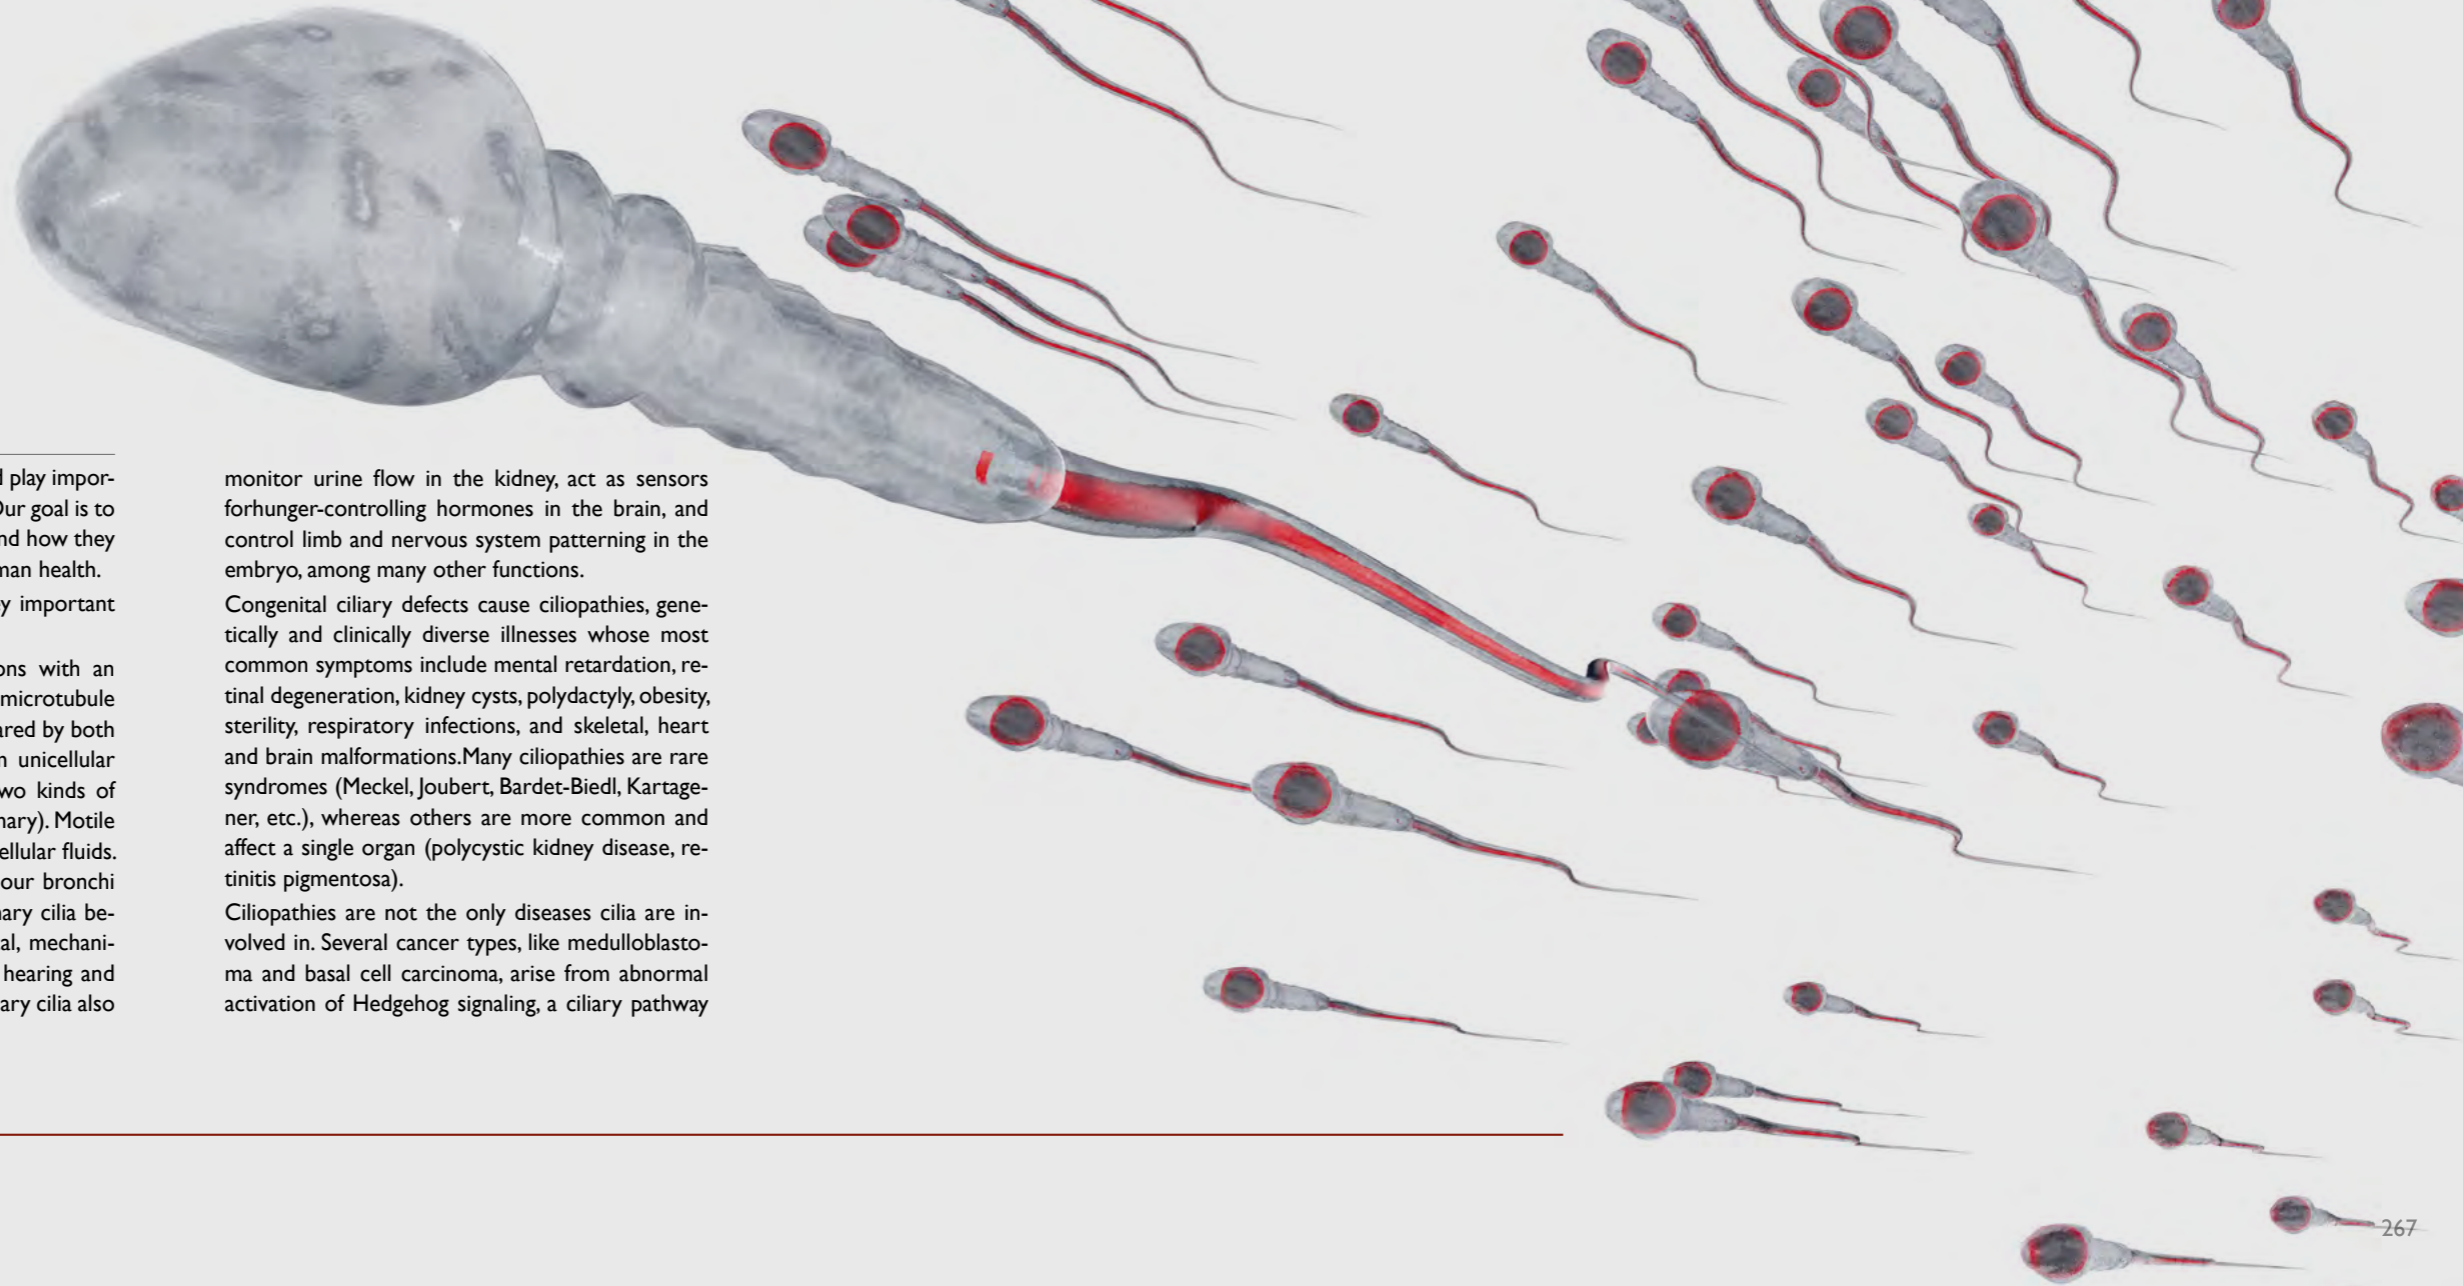 l play impor-
Our goal is to
nd how they
man health.
y important
ons with an
microtubule
ared by both
n unicellular
wo kinds of
nary). Motile
ellular fluids.
our bronchi
nary cilia be-
al, mechani-
hearing and
ary cilia also
monitor urine flow in the kidney, act as sensors
forhunger-controlling hormones in the brain, and
control limb and nervous system patterning in the
embryo, among many other functions.
Congenital ciliary defects cause ciliopathies, gene-
tically and clinically diverse illnesses whose most
common symptoms include mental retardation, re-
tinal degeneration, kidney cysts, polydactyly, obesity,
sterility, respiratory infections, and skeletal, heart
and brain malformations.Many ciliopathies are rare
syndromes (Meckel, Joubert, Bardet-Biedl, Kartage-
ner, etc.), whereas others are more common and
affect a single organ (polycystic kidney disease, re-
tinitis pigmentosa).
Ciliopathies are not the only diseases cilia are in-
volved in. Several cancer types, like medulloblasto-
ma and basal cell carcinoma, arise from abnormal
activation of Hedgehog signaling, a ciliary pathway
267